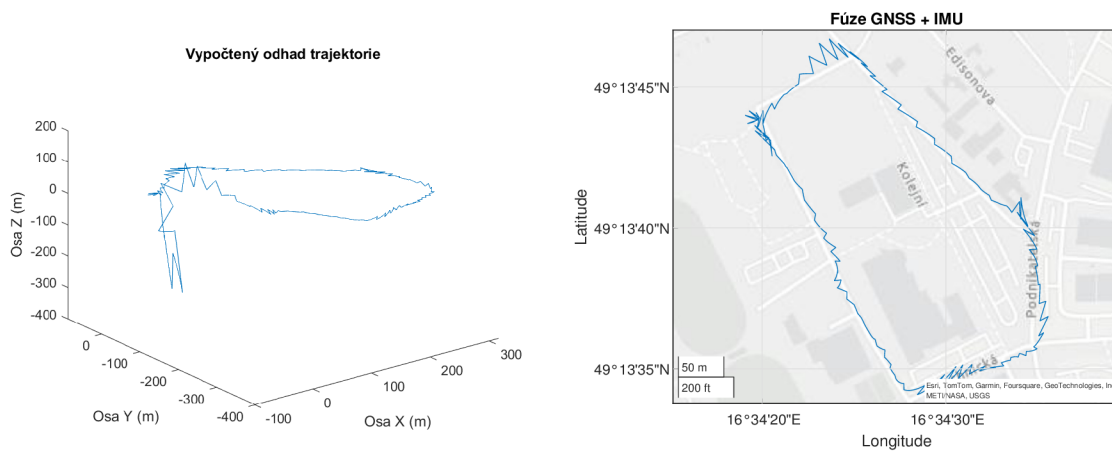 Vypočtený odhad trajektorie
200
100
0
-100
-200
-300
-400
Osa Z (m)
0
-100
-200
-300
-400
Osa Y (m)
-100
0
100
200
300
Osa X (m)
Fúze GNSS + IMU
49°13'45"N
49°13'40"N
49°13'35"N
Latitude
Edisonova
Kolejní
Podnikatelská
50 m
200 ft
Esri, TomTom, Garmin, Foursquare, GeoTechnologies, In
METI/NASA, USGS
16°34'20"E
16°34'30"E
Longitude